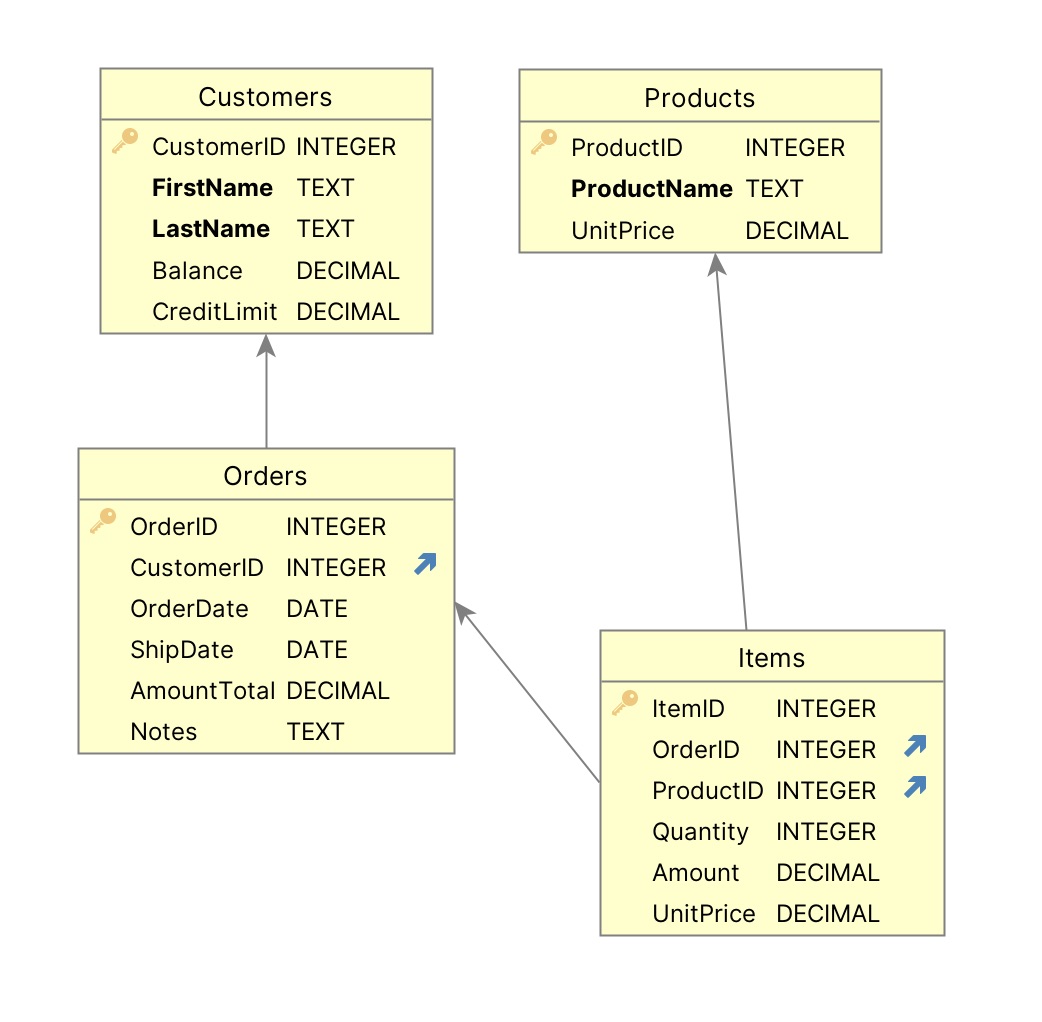 Customers
CustomerID INTEGER
FirstName TEXT
LastName TEXT
Balance DECIMAL
CreditLimit DECIMAL
Products
ProductID INTEGER
ProductName TEXT
UnitPrice DECIMAL
Orders
OrderID INTEGER
CustomerID INTEGER
OrderDate DATE
ShipDate DATE
AmountTotal DECIMAL
Notes TEXT
Items
ItemID INTEGER
OrderID INTEGER
ProductID INTEGER
Quantity INTEGER
Amount DECIMAL
UnitPrice DECIMAL